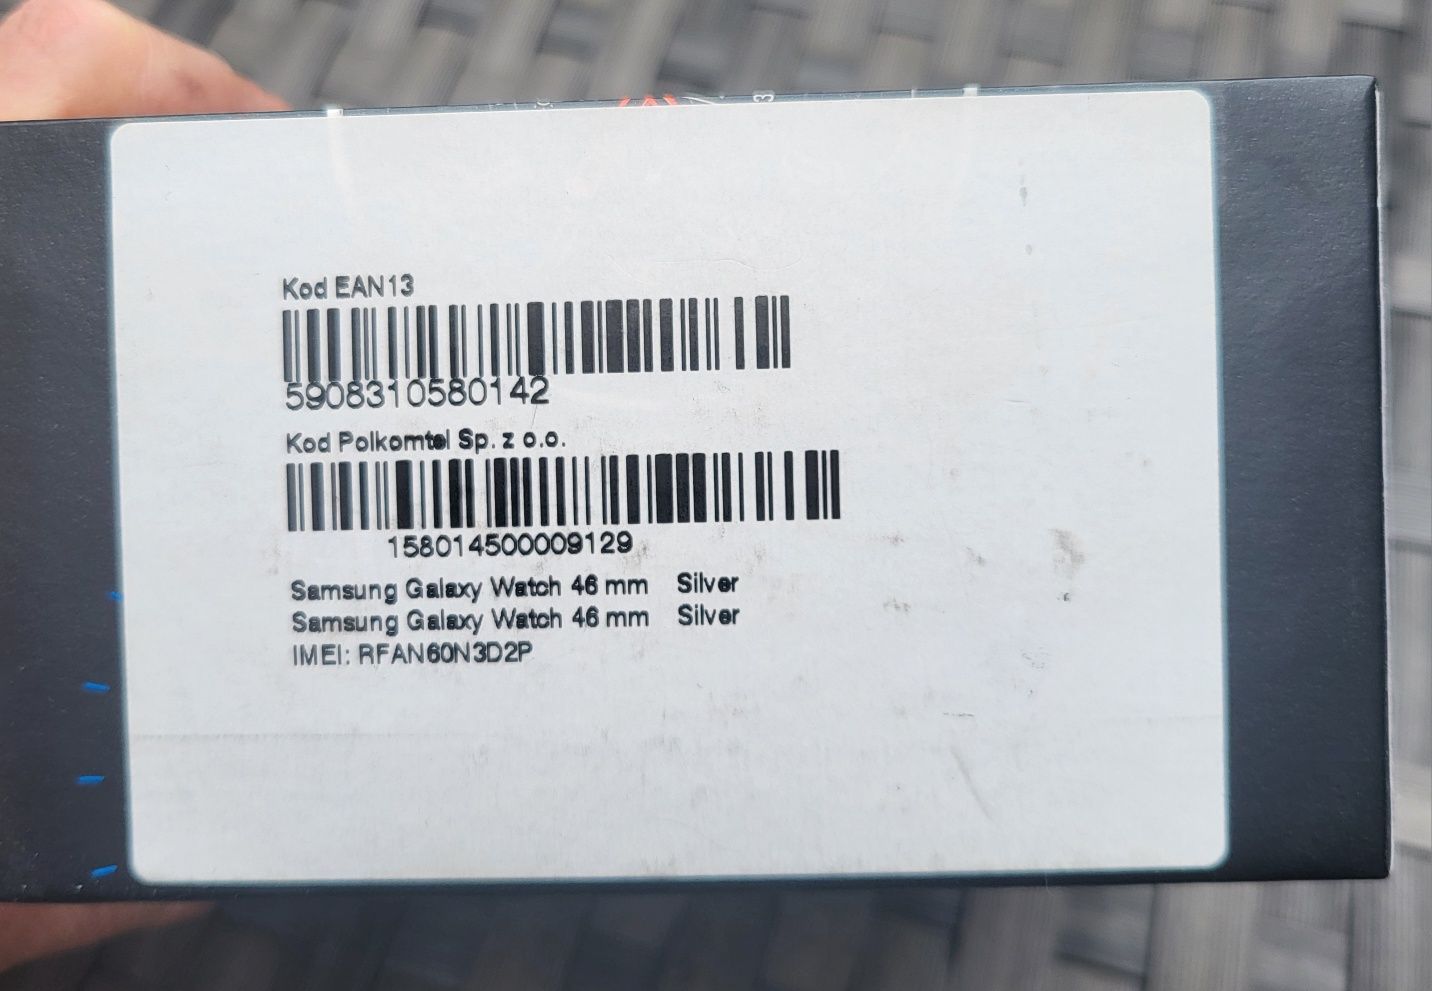 Kod EAN13
5908310580142
Kod Polkomtel Sp. z o.o.
158014500009129
Samsung Galaxy Watch 46 mm Silver
Samsung Galaxy Watch 46 mm Silver
IMEI: RFAN60N3D2P